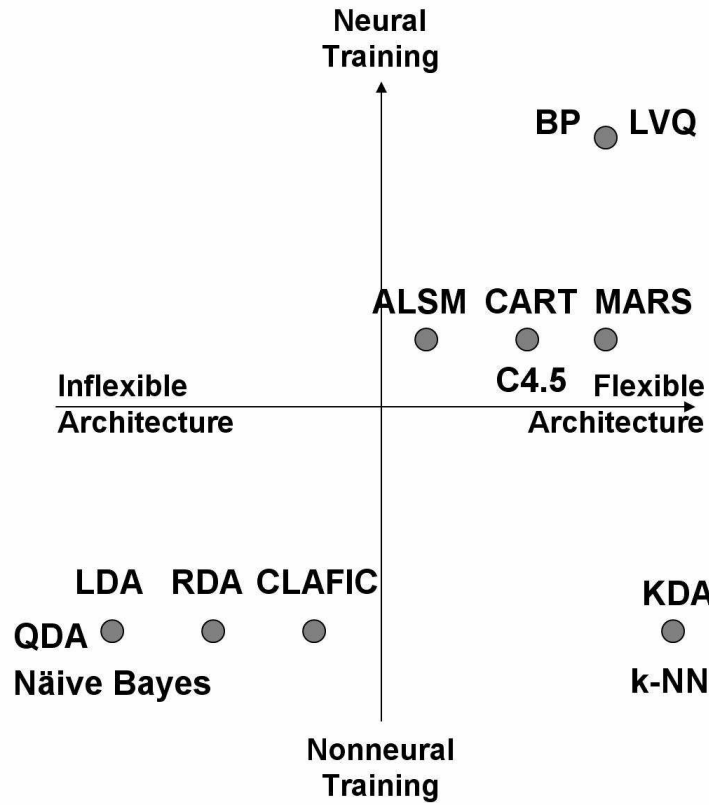 Neural
Training
BP LVQ
ALSM CART MARS
C4.5
Inflexible Flexible
Architecture Architecture
LDA RDA CLAFIC
KDA
QDA
Näive Bayes k-NN
Nonneural
Training